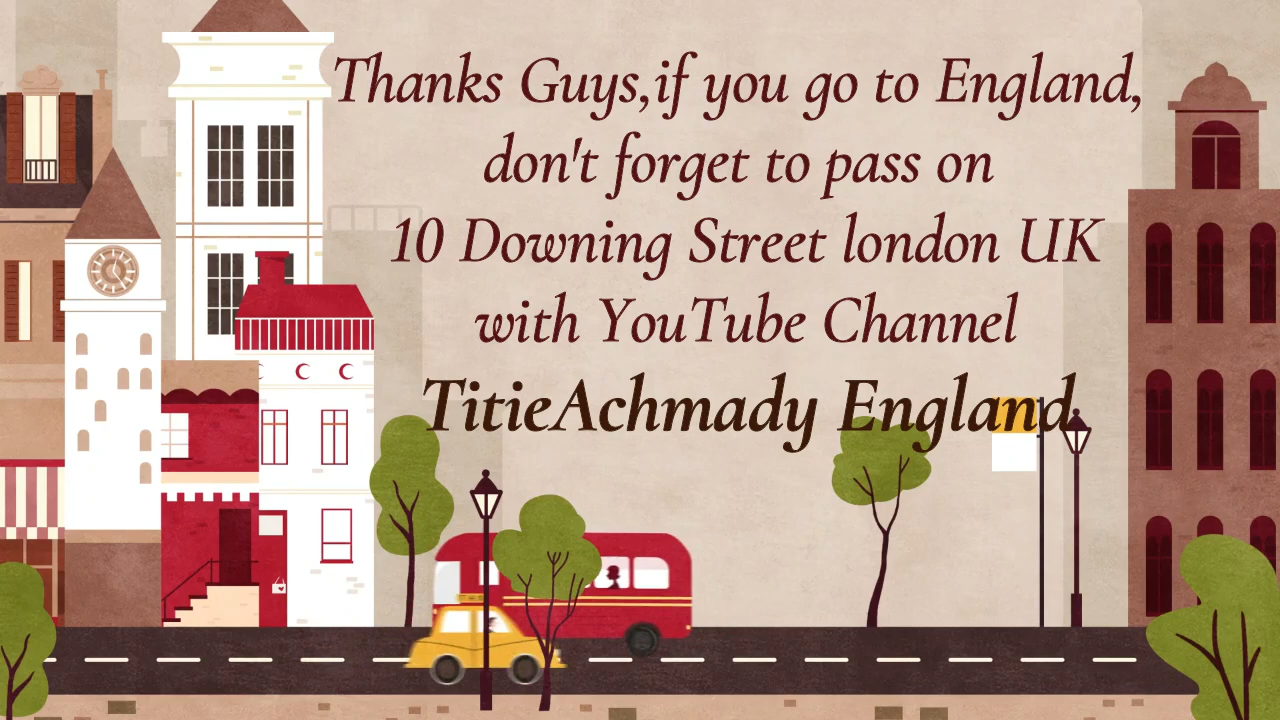 Thanks Guys,if you go to England,
don't forget to pass on
10 Downing Street london UK
with YouTube Channel
TitieAchmady England